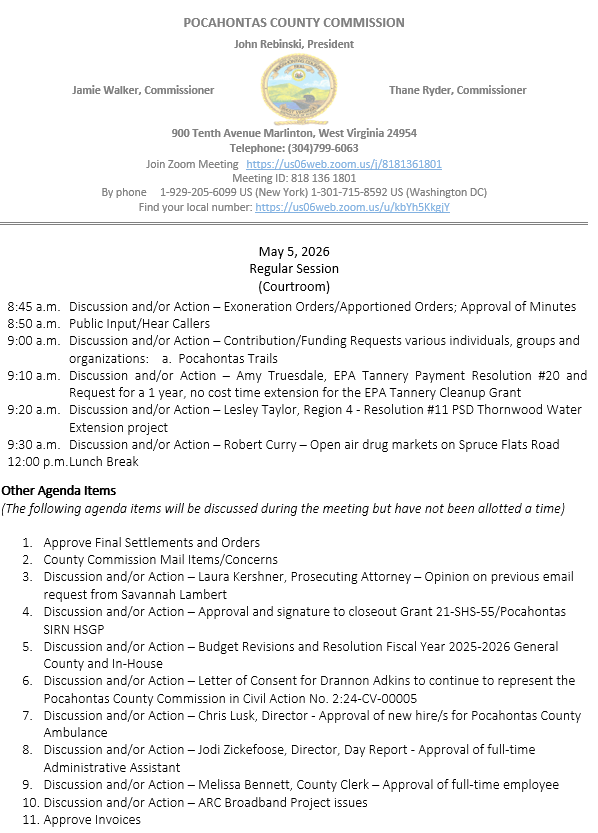 POCAHONTAS COUNTY COMMISSION
John Rebinski, President
Jamie Walker, Commissioner
Thane Ryder, Commissioner
900 Tenth Avenue Marlinton, West Virginia 24954
Telephone: (304)799-6063
Join Zoom Meeting https://us06web.zoom.us/j/8181361801
Meeting ID: 818 136 1801
By phone 1-929-205-6099 US (New York) 1-301-715-8592 US (Washington DC)
Find your local number: https://us06web.zoom.us/u/kbYh5KkgjY
May 5, 2026
Regular Session
(Courtroom)
8:45 a.m. Discussion and/or Action – Exoneration Orders/Apportioned Orders; Approval of Minutes
8:50 a.m. Public Input/Hear Callers
9:00 a.m. Discussion and/or Action – Contribution/Funding Requests various individuals, groups and
organizations: a. Pocahontas Trails
9:10 a.m. Discussion and/or Action – Amy Truesdale, EPA Tannery Payment Resolution #20 and
Request for a 1 year, no cost time extension for the EPA Tannery Cleanup Grant
9:20 a.m. Discussion and/or Action – Lesley Taylor, Region 4 - Resolution #11 PSD Thornwood Water
Extension project
9:30 a.m. Discussion and/or Action – Robert Curry – Open air drug markets on Spruce Flats Road
12:00 p.m. Lunch Break
Other Agenda Items
(The following agenda items will be discussed during the meeting but have not been allotted a time)
1. Approve Final Settlements and Orders
2. County Commission Mail Items/Concerns
3. Discussion and/or Action – Laura Kershner, Prosecuting Attorney – Opinion on previous email
request from Savannah Lambert
4. Discussion and/or Action – Approval and signature to closeout Grant 21-SHS-55/Pocahontas
SIRN HSGP
5. Discussion and/or Action – Budget Revisions and Resolution Fiscal Year 2025-2026 General
County and In-House
6. Discussion and/or Action – Letter of Consent for Drannon Adkins to continue to represent the
Pocahontas County Commission in Civil Action No. 2:24-CV-00005
7. Discussion and/or Action – Chris Lusk, Director - Approval of new hire/s for Pocahontas County
Ambulance
8. Discussion and/or Action – Jodi Zickefoose, Director, Day Report - Approval of full-time
Administrative Assistant
9. Discussion and/or Action – Melissa Bennett, County Clerk – Approval of full-time employee
10. Discussion and/or Action – ARC Broadband Project issues
11. Approve Invoices